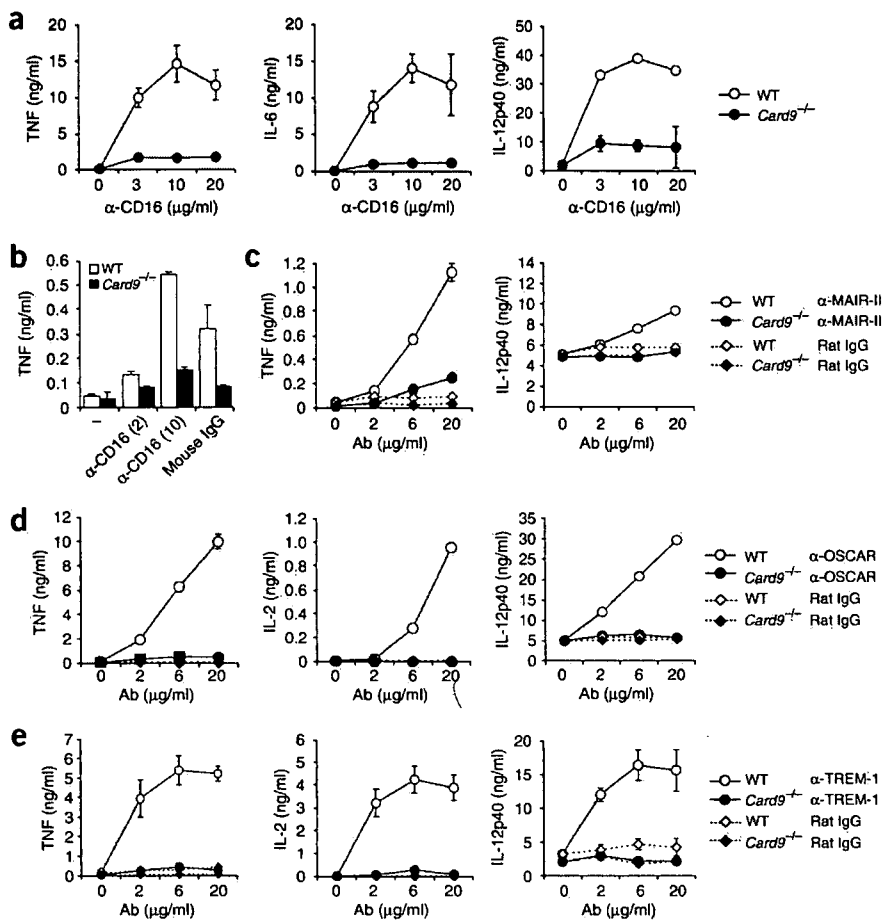 a
TNF (ng/ml)
20
15
10
5
0
0 3 10 20
α-CD16 (μg/ml)
IL-6 (ng/ml)
20
15
10
5
0
0 3 10 20
α-CD16 (μg/ml)
IL-12p40 (ng/ml)
50
40
30
20
10
0
0 3 10 20
α-CD16 (μg/ml)
WT
Card9–/–
b
TNF (ng/ml)
0.6
0.5
0.4
0.3
0.2
0.1
0
WT
Card9–/–
–
α-CD16 (2)
α-CD16 (10)
Mouse IgG
c
TNF (ng/ml)
1.2
1.0
0.8
0.6
0.4
0.2
0
0 2 6 20
Ab (μg/ml)
IL-12p40 (ng/ml)
14
12
10
8
6
4
2
0
0 2 6 20
Ab (μg/ml)
WT α-MAIR-II
Card9–/– α-MAIR-II
WT Rat IgG
Card9–/– Rat IgG
d
TNF (ng/ml)
12
10
8
6
4
2
0
0 2 6 20
Ab (μg/ml)
IL-2 (ng/ml)
1.2
1.0
0.8
0.6
0.4
0.2
0
0 2 6 20
Ab (μg/ml)
IL-12p40 (ng/ml)
35
30
25
20
15
10
5
0
0 2 6 20
Ab (μg/ml)
WT α-OSCAR
Card9–/– α-OSCAR
WT Rat IgG
Card9–/– Rat IgG
e
TNF (ng/ml)
7
6
5
4
3
2
1
0
0 2 6 20
Ab (μg/ml)
IL-2 (ng/ml)
6
5
4
3
2
1
0
0 2 6 20
Ab (μg/ml)
IL-12p40 (ng/ml)
20
15
10
5
0
0 2 6 20
Ab (μg/ml)
WT α-TREM-1
Card9–/– α-TREM-1
WT Rat IgG
Card9–/– Rat IgG